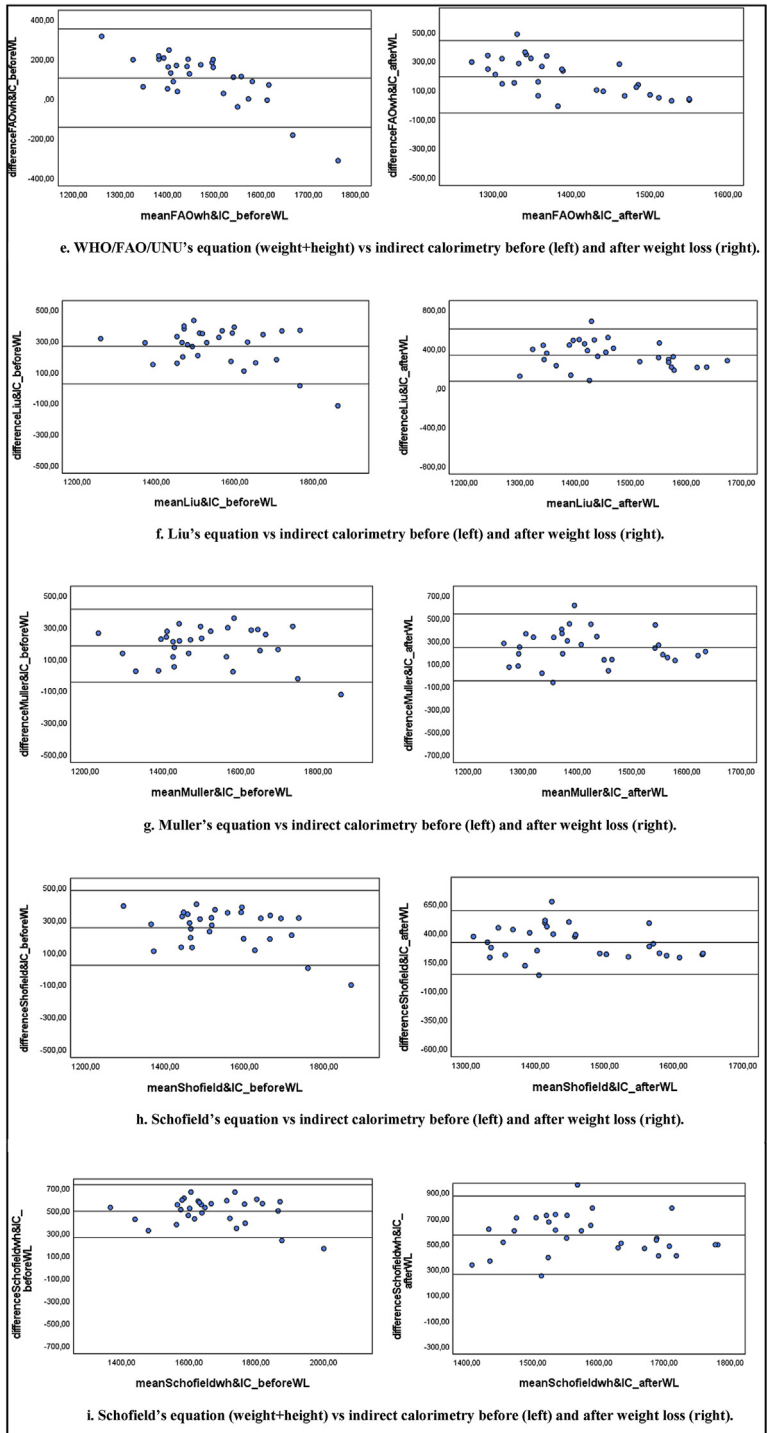 400,00
200,00
,00
-200,00
-400,00
differenceFAOwh&IC_beforeWL
1200,00 1300,00 1400,00 1500,00 1600,00 1700,00 1800,00
meanFAOwh&IC_beforeWL
500,00
300,00
100,00
-100,00
-300,00
-500,00
differenceFAOwh&IC_afterWL
1300,00 1400,00 1500,00 1600,00
meanFAOwh&IC_afterWL
e. WHO/FAO/UNU's equation (weight+height) vs indirect calorimetry before (left) and after weight loss (right).
500,00
300,00
100,00
-100,00
-300,00
-500,00
differenceLiu&IC_beforeWL
1200,00 1400,00 1600,00 1800,00
meanLiu&IC_beforeWL
800,00
400,00
,00
-400,00
-800,00
differenceLiu&IC_afterWL
1200,00 1300,00 1400,00 1500,00 1600,00 1700,00
meanLiu&IC_afterWL
f. Liu's equation vs indirect calorimetry before (left) and after weight loss (right).
500,00
300,00
100,00
-100,00
-300,00
-500,00
differenceMuller&IC_beforeWL
1200,00 1400,00 1600,00 1800,00
meanMuller&IC_beforeWL
700,00
500,00
300,00
100,00
-100,00
-300,00
-500,00
-700,00
differenceMuller&IC_afterWL
1200,00 1300,00 1400,00 1500,00 1600,00 1700,00
meanMuller&IC_afterWL
g. Muller's equation vs indirect calorimetry before (left) and after weight loss (right).
500,00
300,00
100,00
-100,00
-300,00
-500,00
differenceShofield&IC_beforeWL
1200,00 1400,00 1600,00 1800,00
meanShofield&IC_beforeWL
650,00
400,00
150,00
-100,00
-350,00
-600,00
differenceShofield&IC_afterWL
1300,00 1400,00 1500,00 1600,00 1700,00
meanShofield&IC_afterWL
h. Schofield's equation vs indirect calorimetry before (left) and after weight loss (right).
700,00
500,00
300,00
100,00
-100,00
-300,00
-500,00
-700,00
differenceSchofieldwh&IC_
beforeWL
1400,00 1600,00 1800,00 2000,00
meanSchofieldwh&IC_beforeWL
900,00
700,00
500,00
300,00
100,00
-100,00
-300,00
differenceSchofieldwh&IC_
afterWL
1400,00 1500,00 1600,00 1700,00 1800,00
meanSchofieldwh&IC_afterWL
i. Schofield's equation (weight+height) vs indirect calorimetry before (left) and after weight loss (right).